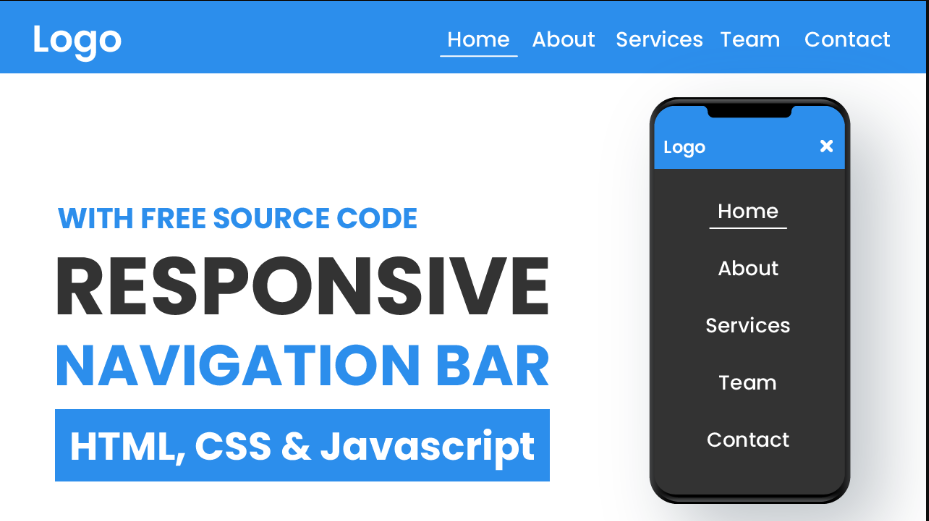 Logo Home About Services Team Contact
WITH FREE SOURCE CODE
RESPONSIVE
NAVIGATION BAR
HTML, CSS & Javascript
Logo ×
Home
About
Services
Team
Contact